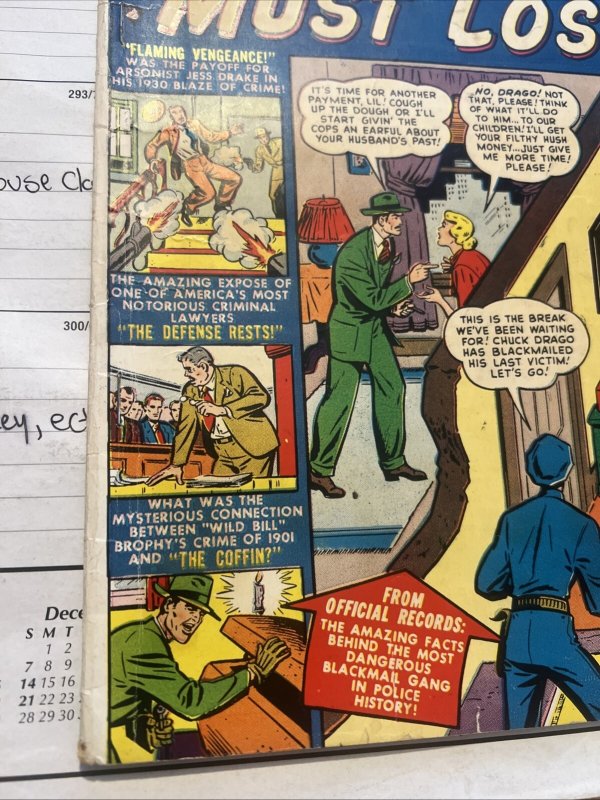 MUST LOS
"FLAMING VENGEANCE!"
WAS THE PAYOFF FOR
ARSONIST JESS DRAKE IN
HIS 1930 BLAZE OF CRIME!
THE AMAZING EXPOSE OF
ONE OF AMERICA'S MOST
NOTORIOUS CRIMINAL
LAWYERS
"THE DEFENSE RESTS!"
WHAT WAS THE
MYSTERIOUS CONNECTION
BETWEEN "WILD BILL"
BROPHY'S CRIME OF 1901
AND "THE COFFIN?"
IT'S TIME FOR ANOTHER
PAYMENT, LIL! COUGH
UP THE DOUGH OR I'LL
START GIVIN' THE
COPS AN EARFUL ABOUT
YOUR HUSBAND'S PAST!
NO, DRAGO! NOT
THAT, PLEASE! THINK
OF WHAT IT'LL DO
TO HIM...TO OUR
CHILDREN! I'LL GET
YOUR FILTHY HUSH
MONEY...JUST GIVE
ME MORE TIME!
PLEASE!
THIS IS THE BREAK
WE'VE BEEN WAITING
FOR! CHUCK DRAGO
HAS BLACKMAILED
HIS LAST VICTIM!
LET'S GO!
FROM
OFFICIAL RECORDS:
THE AMAZING FACTS
BEHIND THE MOST
DANGEROUS
BLACKMAIL GANG
IN POLICE
HISTORY!
293/7
ouse Clo
300/
ey, ec
Dece
S M T
1 2
7 8 9
14 15 16
21 22 23
28 29 30